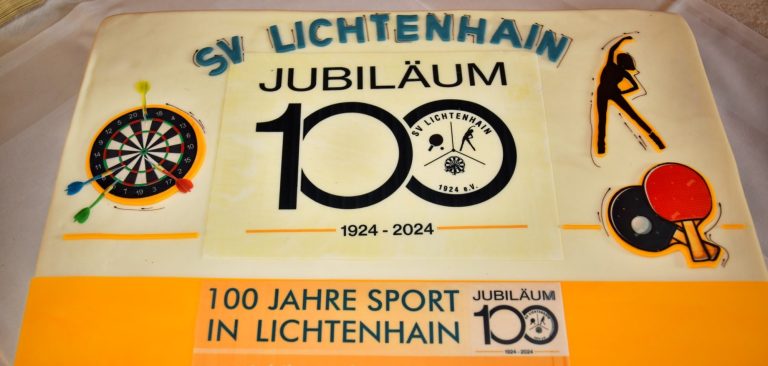 SV LICHTENHAIN
JUBILÄUM
100
SV LICHTENHAIN
1924 e.V.
1924 - 2024
100 JAHRE SPORT
IN LICHTENHAIN
JUBILÄUM
100
1924 - 2024